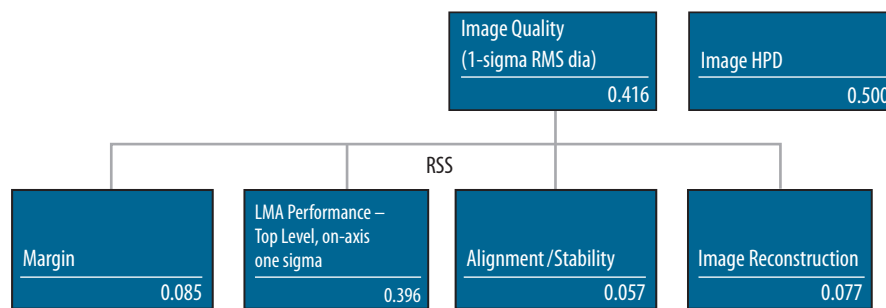 Image Quality
(1-sigma RMS dia)
0.416
Image HPD
0.500
RSS
Margin
0.085
LMA Performance –
Top Level, on-axis
one sigma
0.396
Alignment/Stability
0.057
Image Reconstruction
0.077